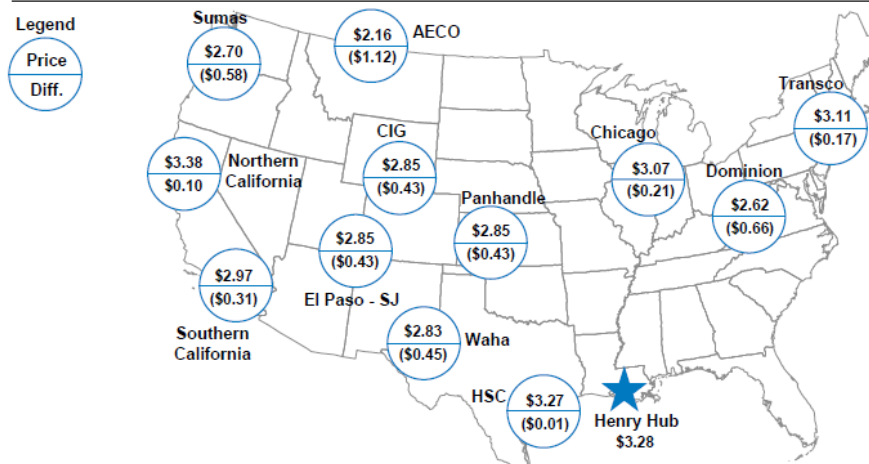 Legend
Price
Diff.
Sumas
$2.70
($0.58)
$2.16
($1.12)
AECO
Transco
$3.11
($0.17)
CIG
$2.85
($0.43)
Chicago
$3.07
($0.21)
$3.38
$0.10
Northern
California
Dominion
$2.62
($0.66)
Panhandle
$2.85
($0.43)
$2.85
($0.43)
El Paso - SJ
$2.97
($0.31)
Southern
California
$2.83
($0.45)
Waha
HSC
$3.27
($0.01)
Henry Hub
$3.28